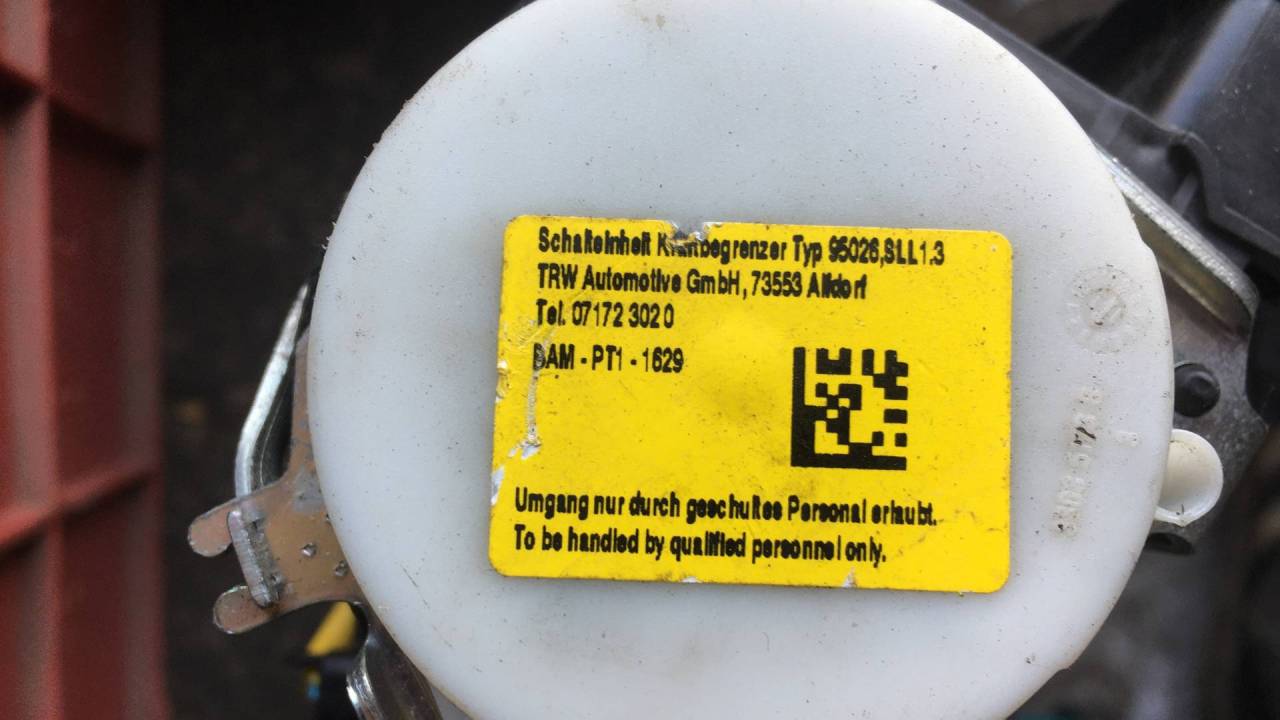 Schalteinheit Kraftbegrenzer Typ 95026,SLL1.3
TRW Automotive GmbH, 73553 Alfdorf
Tel. 07172 302 0
BAM - PT1 - 1629
Umgang nur durch geschultes Personal erlaubt.
To be handled by qualified personnel only.